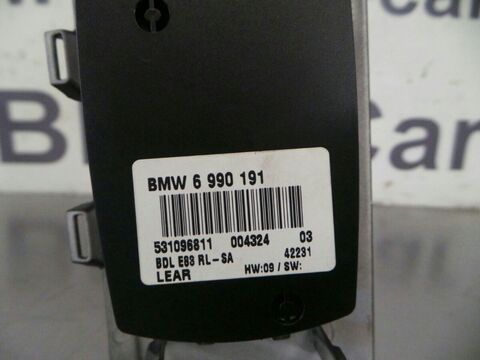 BMW 6 990 191
531096811 004324 03
BDL E83 RL-SA 42231
LEAR HW:09 / SW: